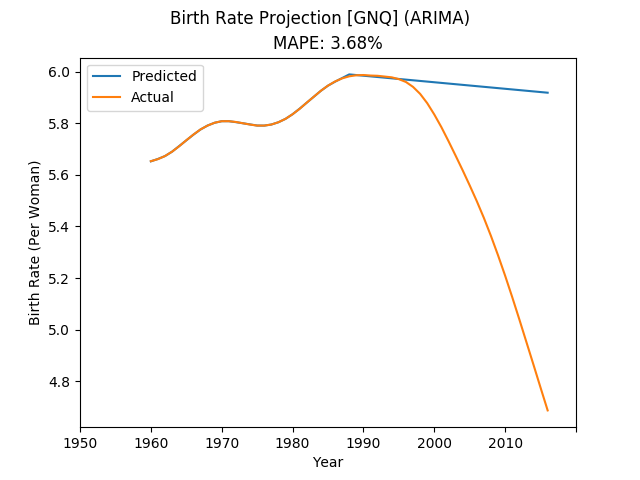 Birth Rate Projection [GNQ] (ARIMA)
MAPE: 3.68%
Predicted
Actual
6.0
5.8
5.6
5.4
5.2
5.0
4.8
Birth Rate (Per Woman)
1950 1960 1970 1980 1990 2000 2010
Year